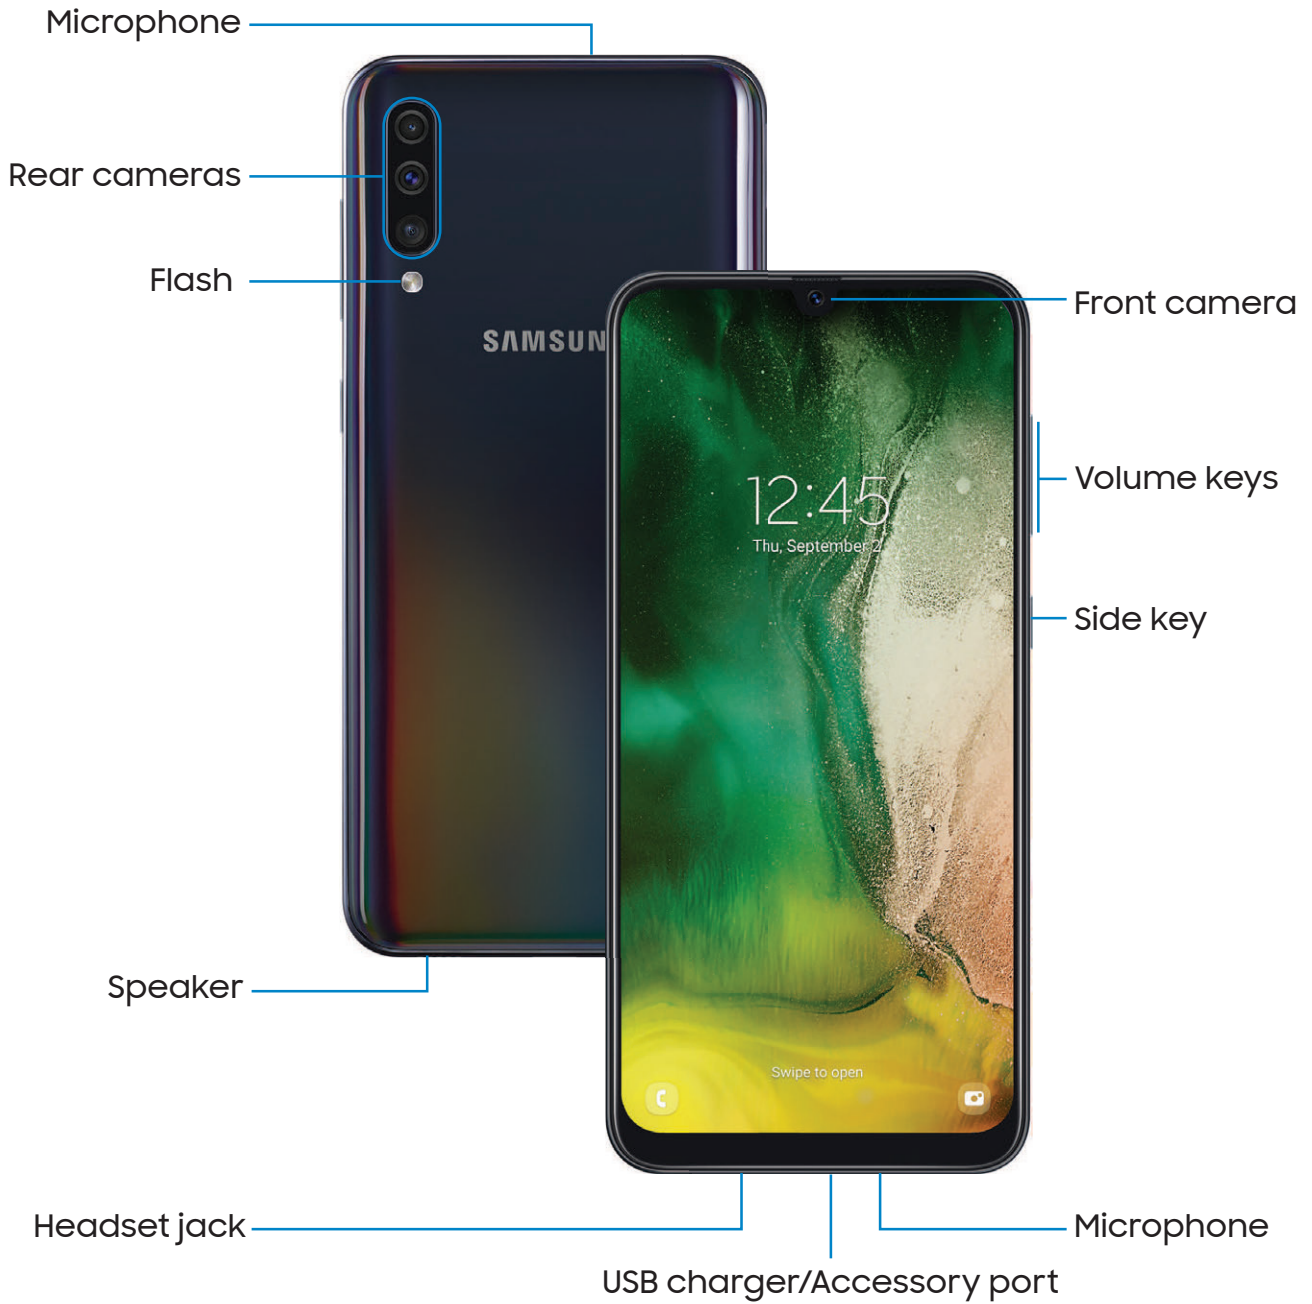 Microphone
Rear cameras
Flash
SAMSUN
Front camera
12:45
Thu, September 2
Volume keys
Side key
Speaker
Swipe to open
Headset jack
Microphone
USB charger/Accessory port